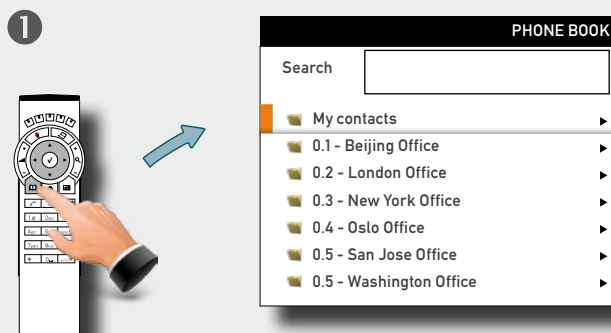 1
PHONE BOOK
Search
My contacts
0.1 - Beijing Office
0.2 - London Office
0.3 - New York Office
0.4 - Oslo Office
0.5 - San Jose Office
0.5 - Washington Office